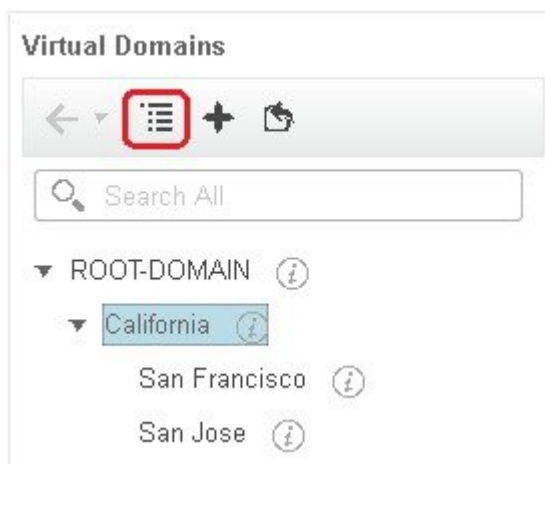 Virtual Domains
Search All
ROOT-DOMAIN
California
San Francisco
San Jose